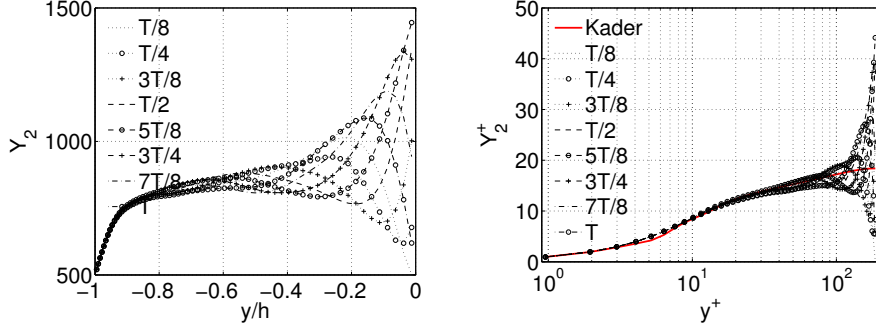 1500
1000
500
Y2
T/8
T/4
3T/8
T/2
5T/8
3T/4
7T/8
T
−1
−0.8
−0.6
−0.4
−0.2
0
y/h
50
40
30
20
10
0
Y2+
Kader
T/8
T/4
3T/8
T/2
5T/8
3T/4
7T/8
T
10^0
10^1
10^2
y+